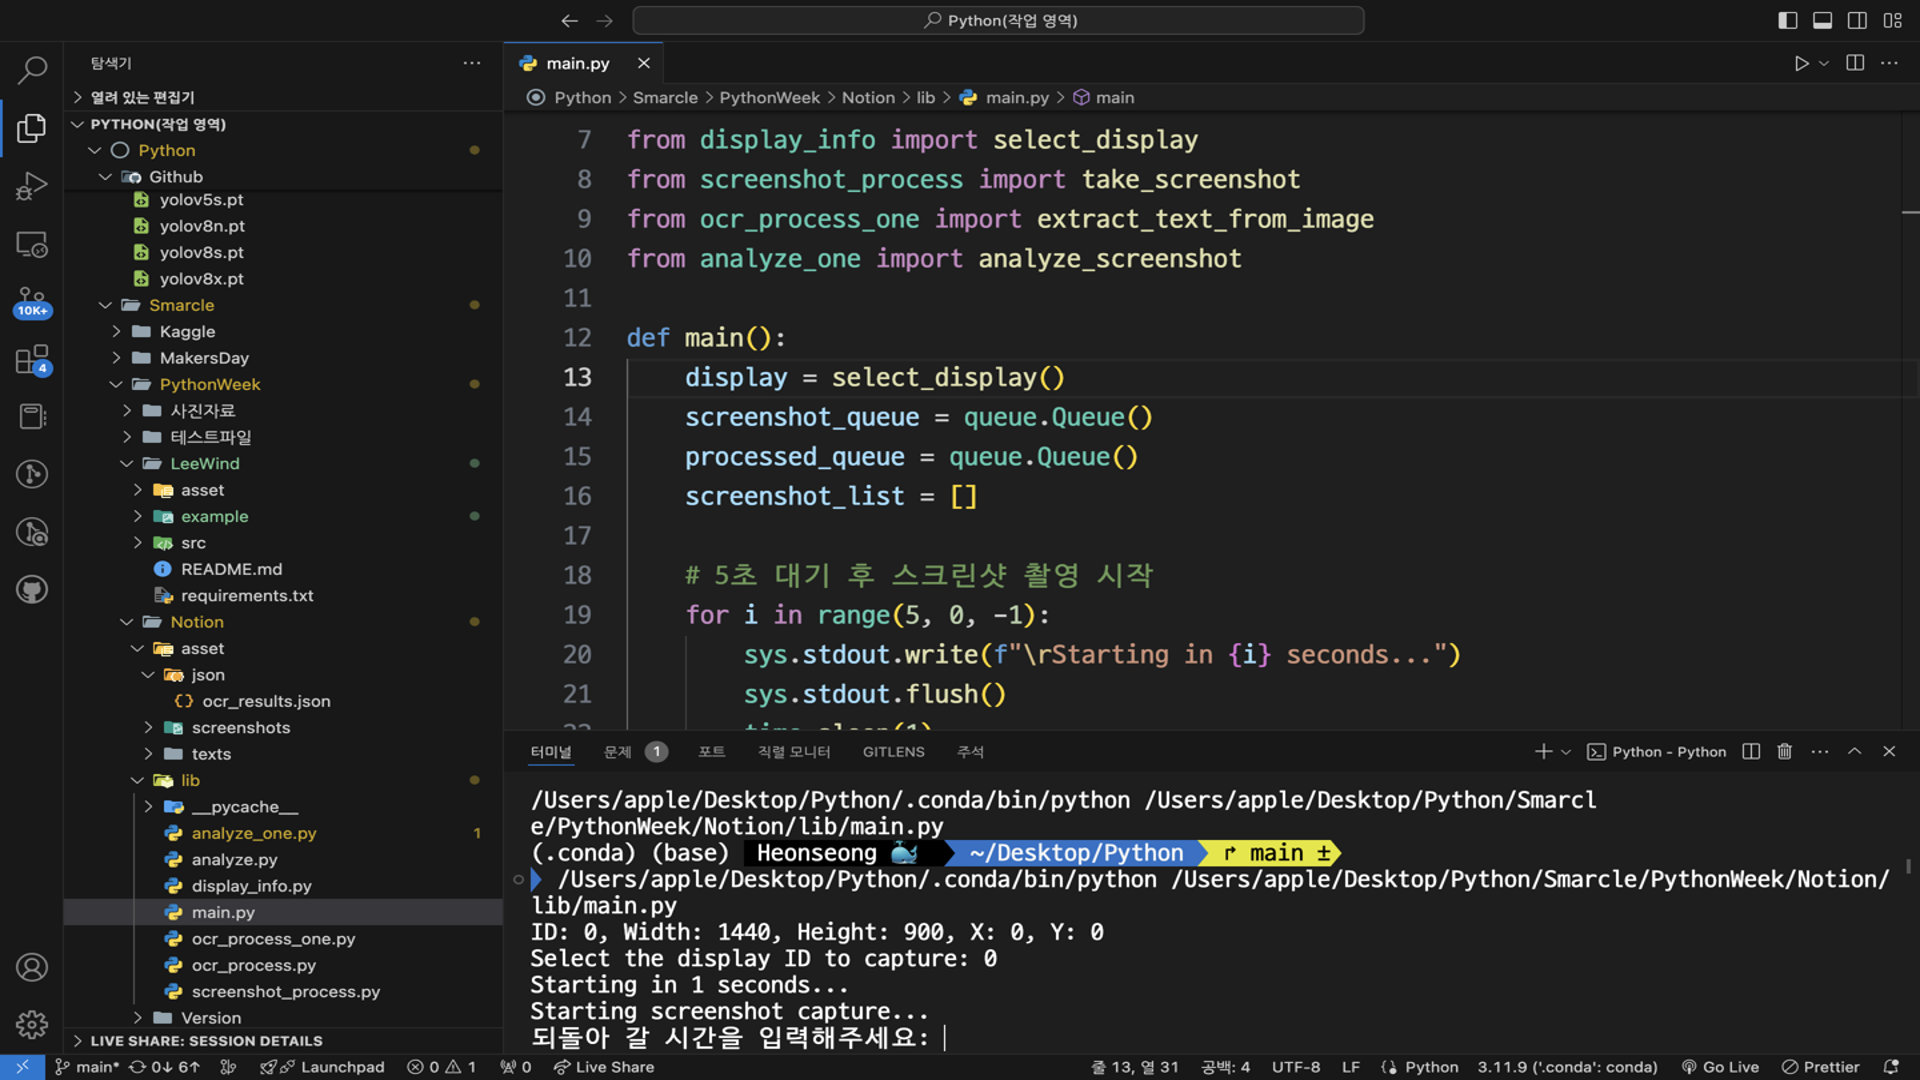 Python(작업 영역)
탐색기
열려 있는 편집기
PYTHON(작업 영역)
Python
Github
yolov5s.pt
yolov8n.pt
yolov8s.pt
yolov8x.pt
Smarcle
Kaggle
MakersDay
PythonWeek
사진자료
테스트파일
LeeWind
asset
example
src
README.md
requirements.txt
Notion
asset
json
ocr_results.json
screenshots
texts
lib
__pycache__
analyze_one.py 1
analyze.py
display_info.py
main.py
ocr_process_one.py
ocr_process.py
screenshot_process.py
Version
LIVE SHARE: SESSION DETAILS
10K+
4
main.py
Python > Smarcle > PythonWeek > Notion > lib > main.py > main
7 from display_info import select_display
8 from screenshot_process import take_screenshot
9 from ocr_process_one import extract_text_from_image
10 from analyze_one import analyze_screenshot
11
12 def main():
13 display = select_display()
14 screenshot_queue = queue.Queue()
15 processed_queue = queue.Queue()
16 screenshot_list = []
17
18 # 5초 대기 후 스크린샷 촬영 시작
19 for i in range(5, 0, -1):
20 sys.stdout.write(f"\rStarting in {i} seconds...")
21 sys.stdout.flush()
22 time.sleep(1)
터미널 문제 1 포트 직렬 모니터 GITLENS 주석
Python - Python
/Users/apple/Desktop/Python/.conda/bin/python /Users/apple/Desktop/Python/Smarcl
e/PythonWeek/Notion/lib/main.py
(.conda) (base) Heonseong 🐳 ~/Desktop/Python main ±
/Users/apple/Desktop/Python/.conda/bin/python /Users/apple/Desktop/Python/Smarcle/PythonWeek/Notion/
lib/main.py
ID: 0, Width: 1440, Height: 900, X: 0, Y: 0
Select the display ID to capture: 0
Starting in 1 seconds...
Starting screenshot capture...
되돌아 갈 시간을 입력해주세요:
main* 0↓ 6↑ Launchpad 0 1 0 Live Share 줄 13, 열 31 공백: 4 UTF-8 LF Python 3.11.9 ('.conda': conda) Go Live Prettier